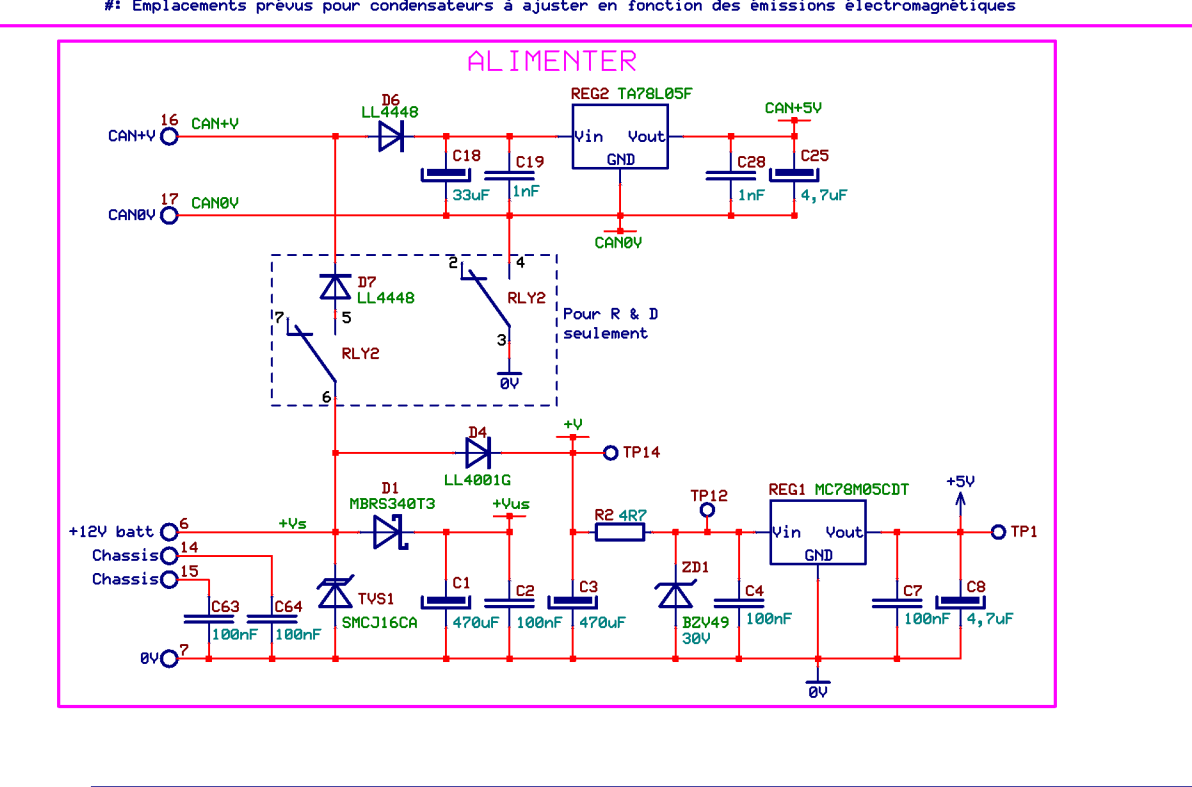 #: Emplacements prévus pour condensateurs à ajuster en fonction des émissions électromagnétiques
ALIMENTER
REG2 TA78L05F
D6
LL4448
CAN+5V
16
CAN+V
CAN+V
Vin
Vout
GND
C18
33uF
C19
1nF
C28
1nF
C25
4,7uF
17
CAN0V
CAN0V
CAN0V
2
4
D7
LL4448
RLY2
7
5
Pour R & D
seulement
3
RLY2
0V
6
+V
D4
TP14
LL4001G
D1
MBRS340T3
+Vus
TP12
REG1 MC78M05CDT
+5V
+12V batt
6
+Vs
R2 4R7
Vin
Vout
TP1
Chassis
14
GND
Chassis
15
ZD1
C63
100nF
C64
100nF
TVS1
SMCJ16CA
C1
470uF
C2
100nF
C3
470uF
BZV49
30V
C4
100nF
C7
100nF
C8
4,7uF
0V
7
0V